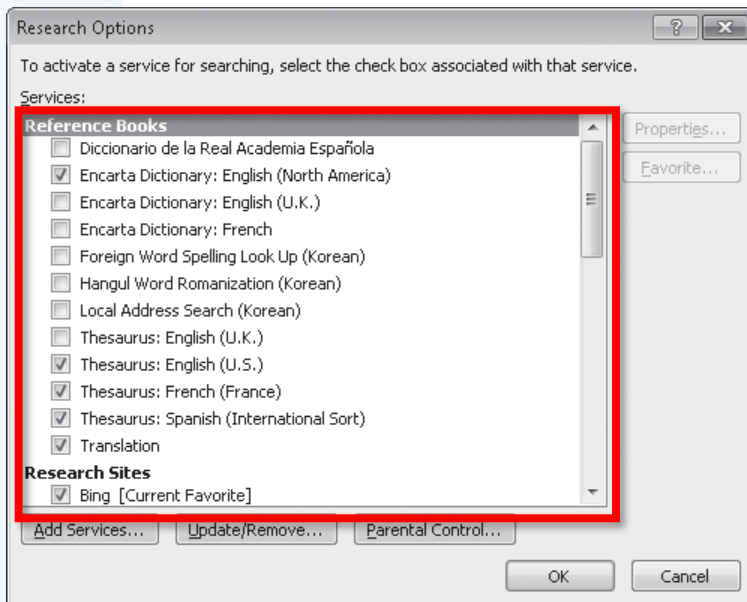 Research Options
To activate a service for searching, select the check box associated with that service.
Services:
Reference Books
Diccionario de la Real Academia Española
Encarta Dictionary: English (North America)
Encarta Dictionary: English (U.K.)
Encarta Dictionary: French
Foreign Word Spelling Look Up (Korean)
Hangul Word Romanization (Korean)
Local Address Search (Korean)
Thesaurus: English (U.K.)
Thesaurus: English (U.S.)
Thesaurus: French (France)
Thesaurus: Spanish (International Sort)
Translation
Research Sites
Bing [Current Favorite]
Properties...
Favorite...
Add Services... Update/Remove... Parental Control...
OK Cancel